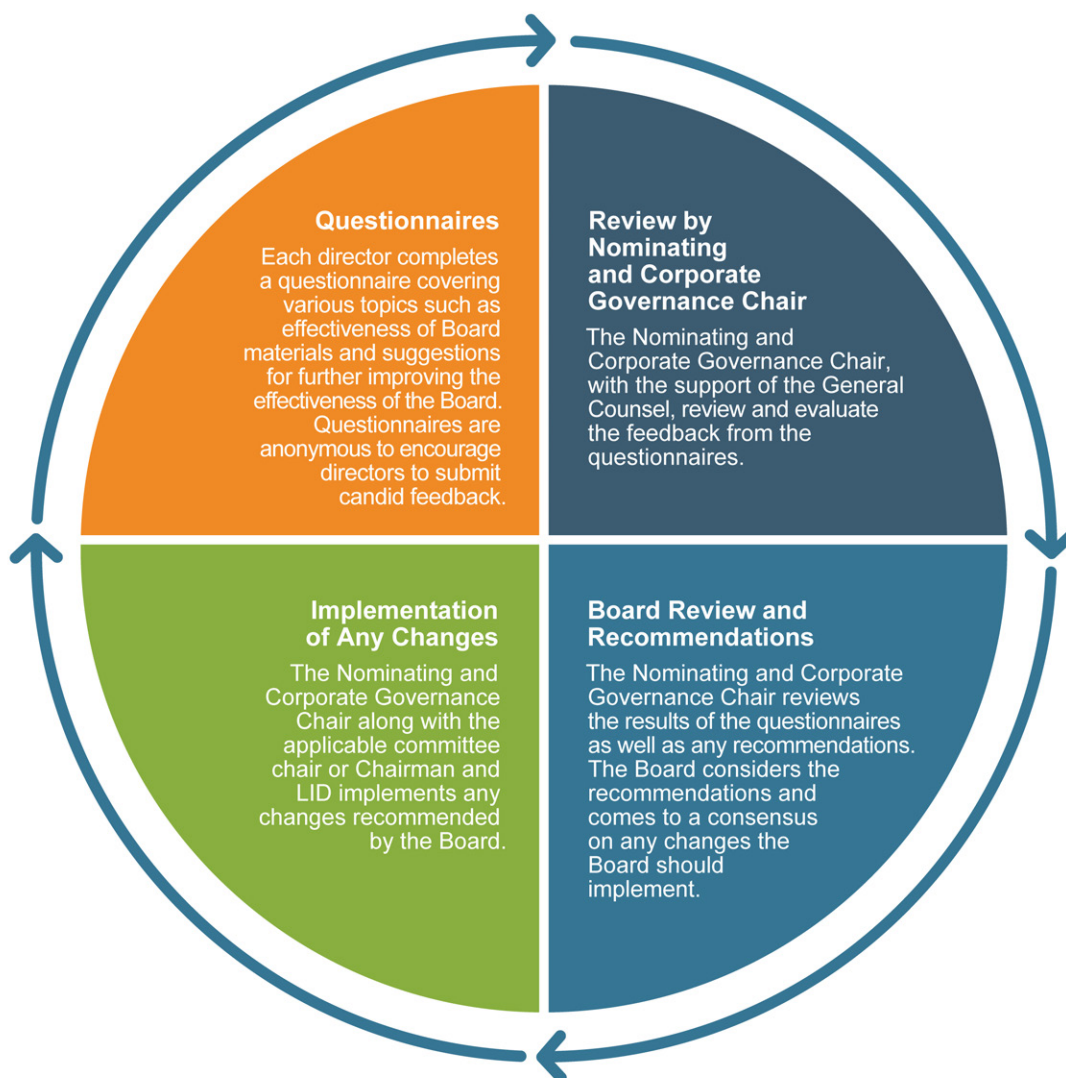 Questionnaires
Each director completes
a questionnaire covering
various topics such as
effectiveness of Board
materials and suggestions
for further improving the
effectiveness of the Board.
Questionnaires are
anonymous to encourage
directors to submit
candid feedback.
Review by
Nominating
and Corporate
Governance Chair
The Nominating and
Corporate Governance Chair,
with the support of the General
Counsel, review and evaluate
the feedback from the
questionnaires.
Board Review and
Recommendations
The Nominating and Corporate
Governance Chair reviews
the results of the questionnaires
as well as any recommendations.
The Board considers the
recommendations and
comes to a consensus
on any changes the
Board should
implement.
Implementation
of Any Changes
The Nominating and
Corporate Governance
Chair along with the
applicable committee
chair or Chairman and
LID implements any
changes recommended
by the Board.